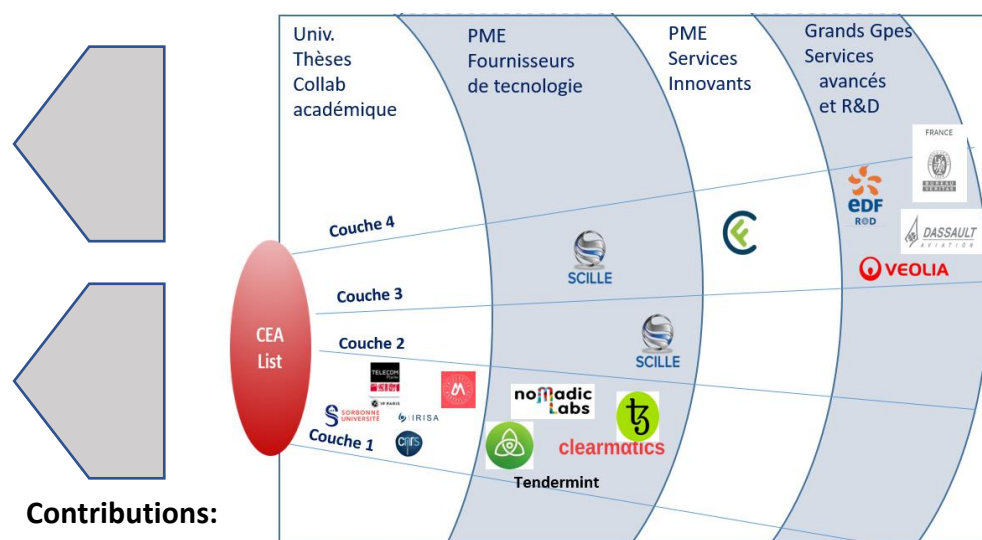 Univ.
Thèses
Collab
académique
PME
Fournisseurs
de tecnologie
PME
Services
Innovants
Grands Gpes
Services
avancés
et R&D
FRANCE
BUREAU
VERITAS
eDF
R&D
DASSAULT
AVIATION
VEOLIA
Couche 4
SCILLE
Couche 3
CEA
List
Couche 2
SCILLE
TELECOM
Paris
IP PARIS
SORBONNE
UNIVERSITÉ
IRISA
cnrs
nomadic
Labs
clearmatics
Couche 1
Tendermint
Contributions: